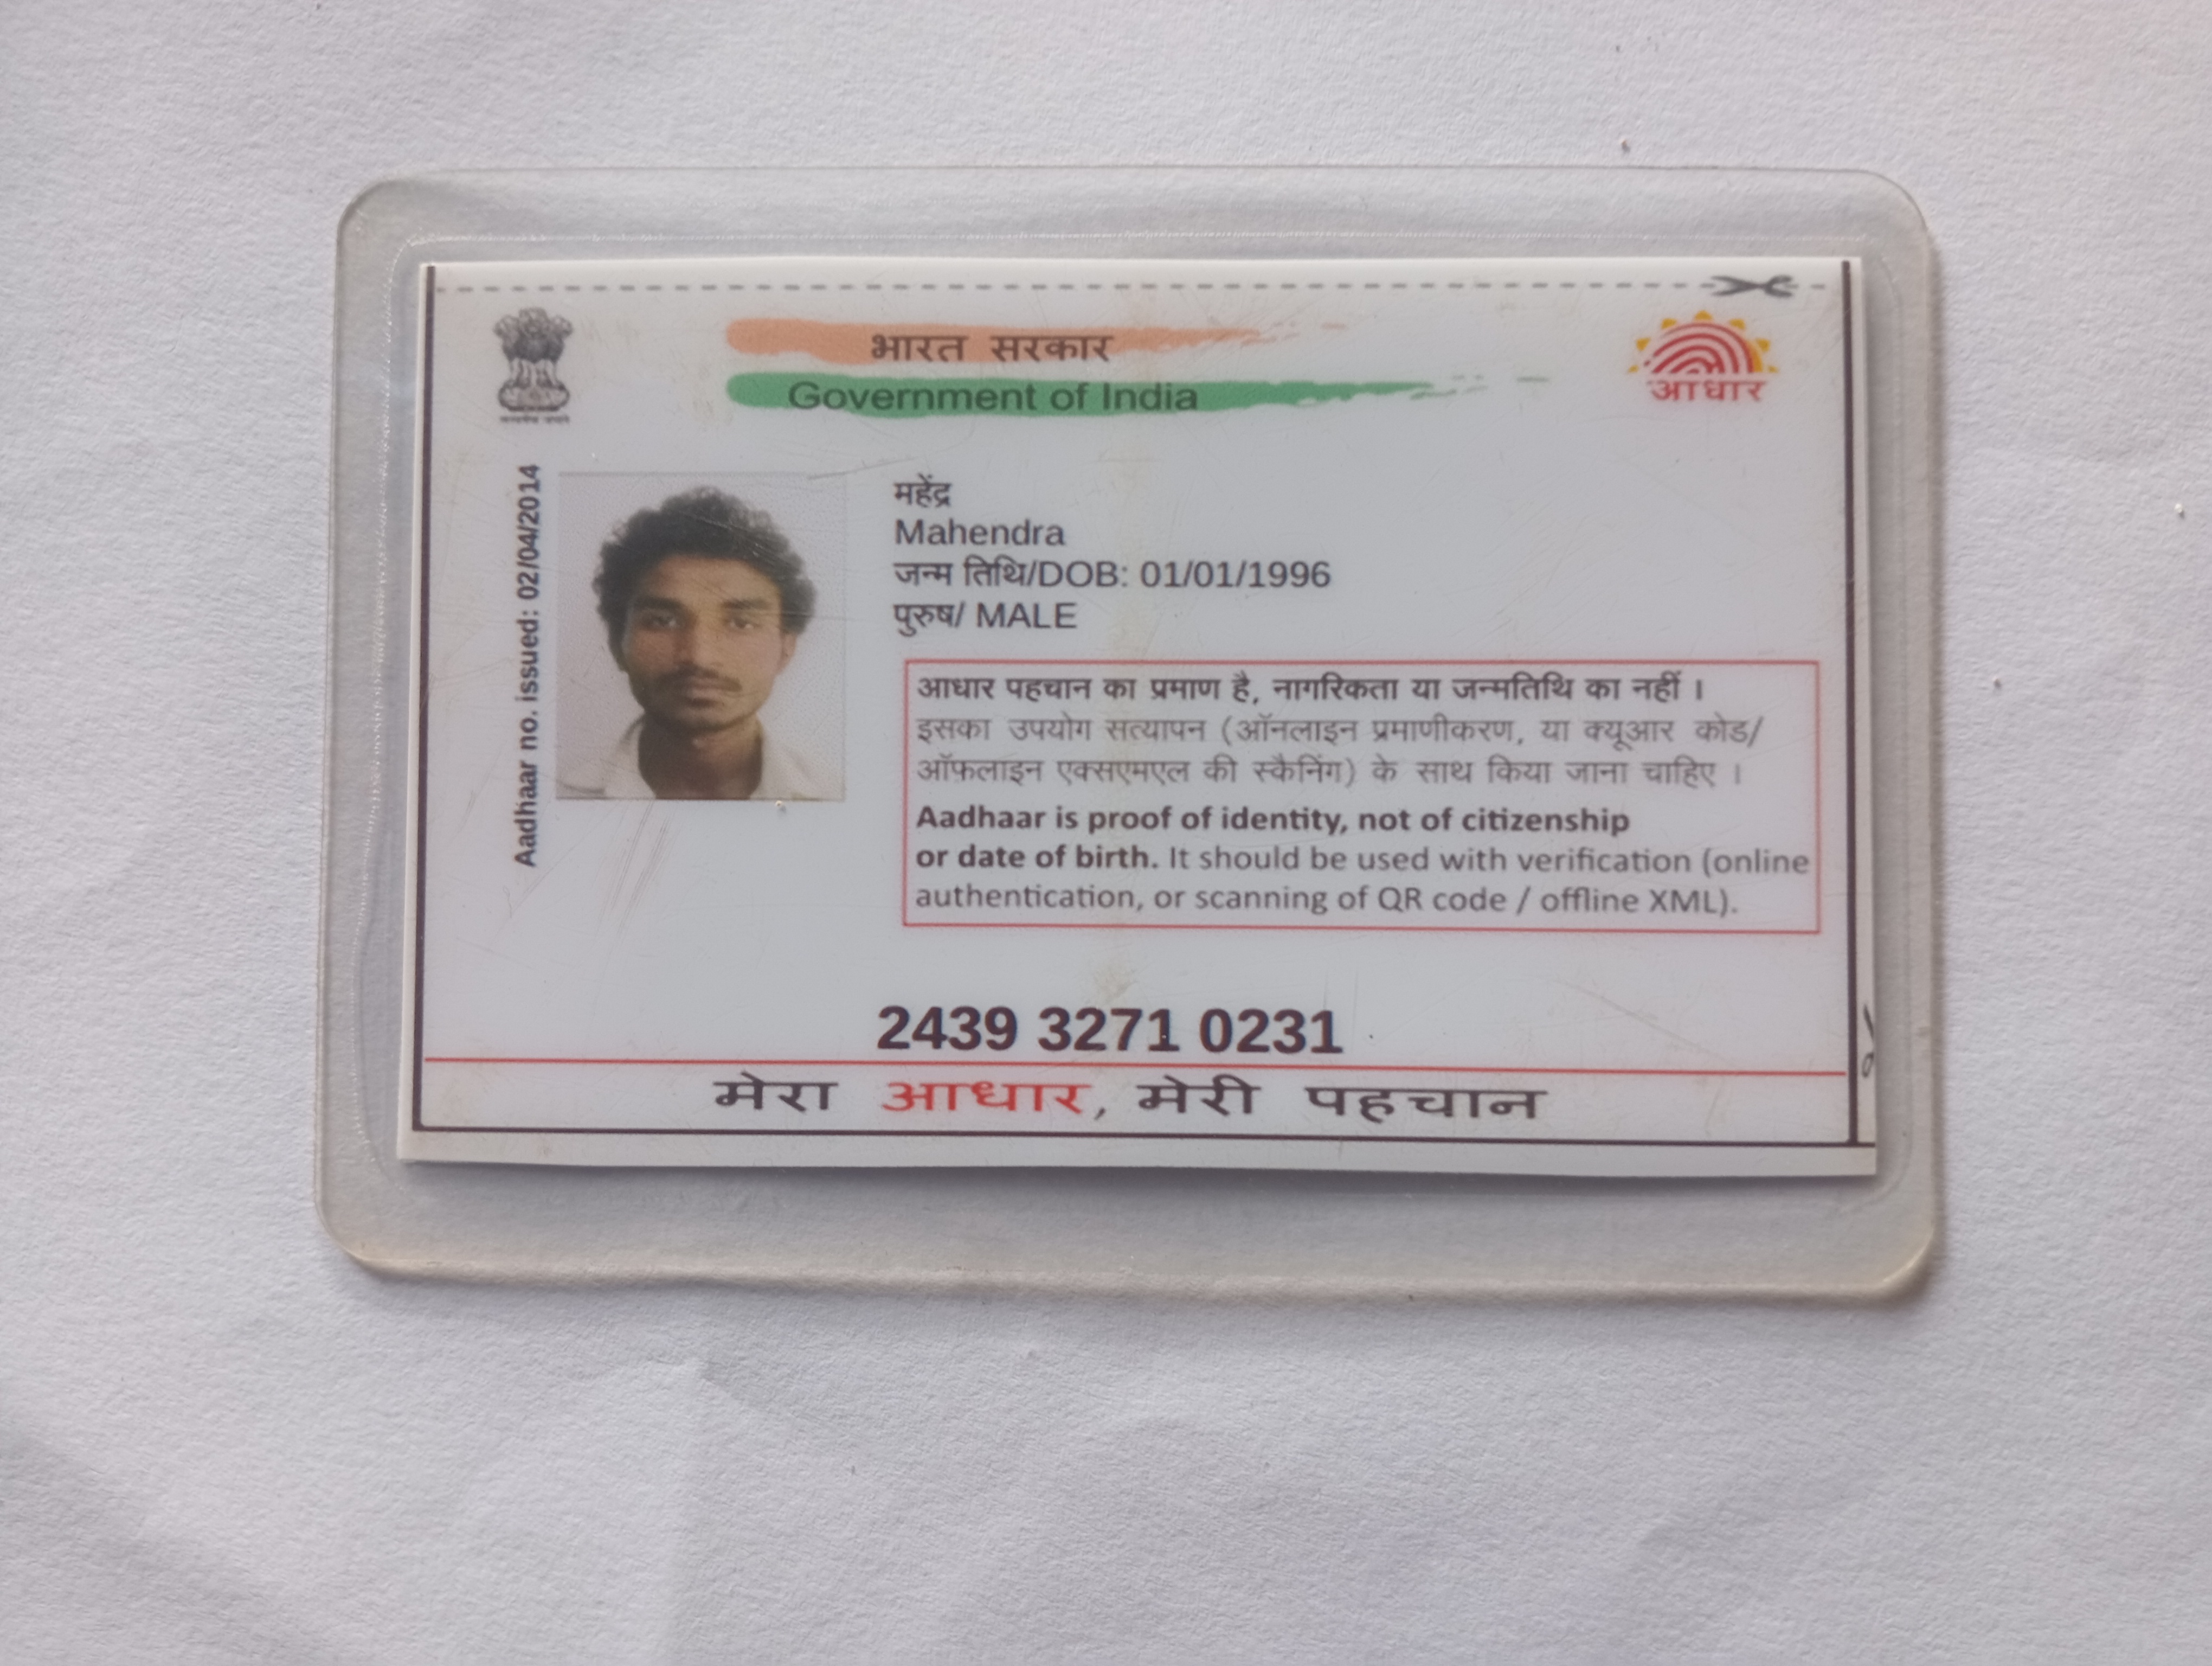 भारत सरकार
Government of India
आधार
Aadhaar no. issued: 02/04/2014
महेंद्र
Mahendra
जन्म तिथि/DOB: 01/01/1996
पुरुष/ MALE
आधार पहचान का प्रमाण है, नागरिकता या जन्मतिथि का नहीं ।
इसका उपयोग सत्यापन (ऑनलाइन प्रमाणीकरण, या क्यूआर कोड/
ऑफ़लाइन एक्सएमएल की स्कैनिंग) के साथ किया जाना चाहिए ।
Aadhaar is proof of identity, not of citizenship
or date of birth. It should be used with verification (online
authentication, or scanning of QR code / offline XML).
2439 3271 0231
मेरा आधार, मेरी पहचान